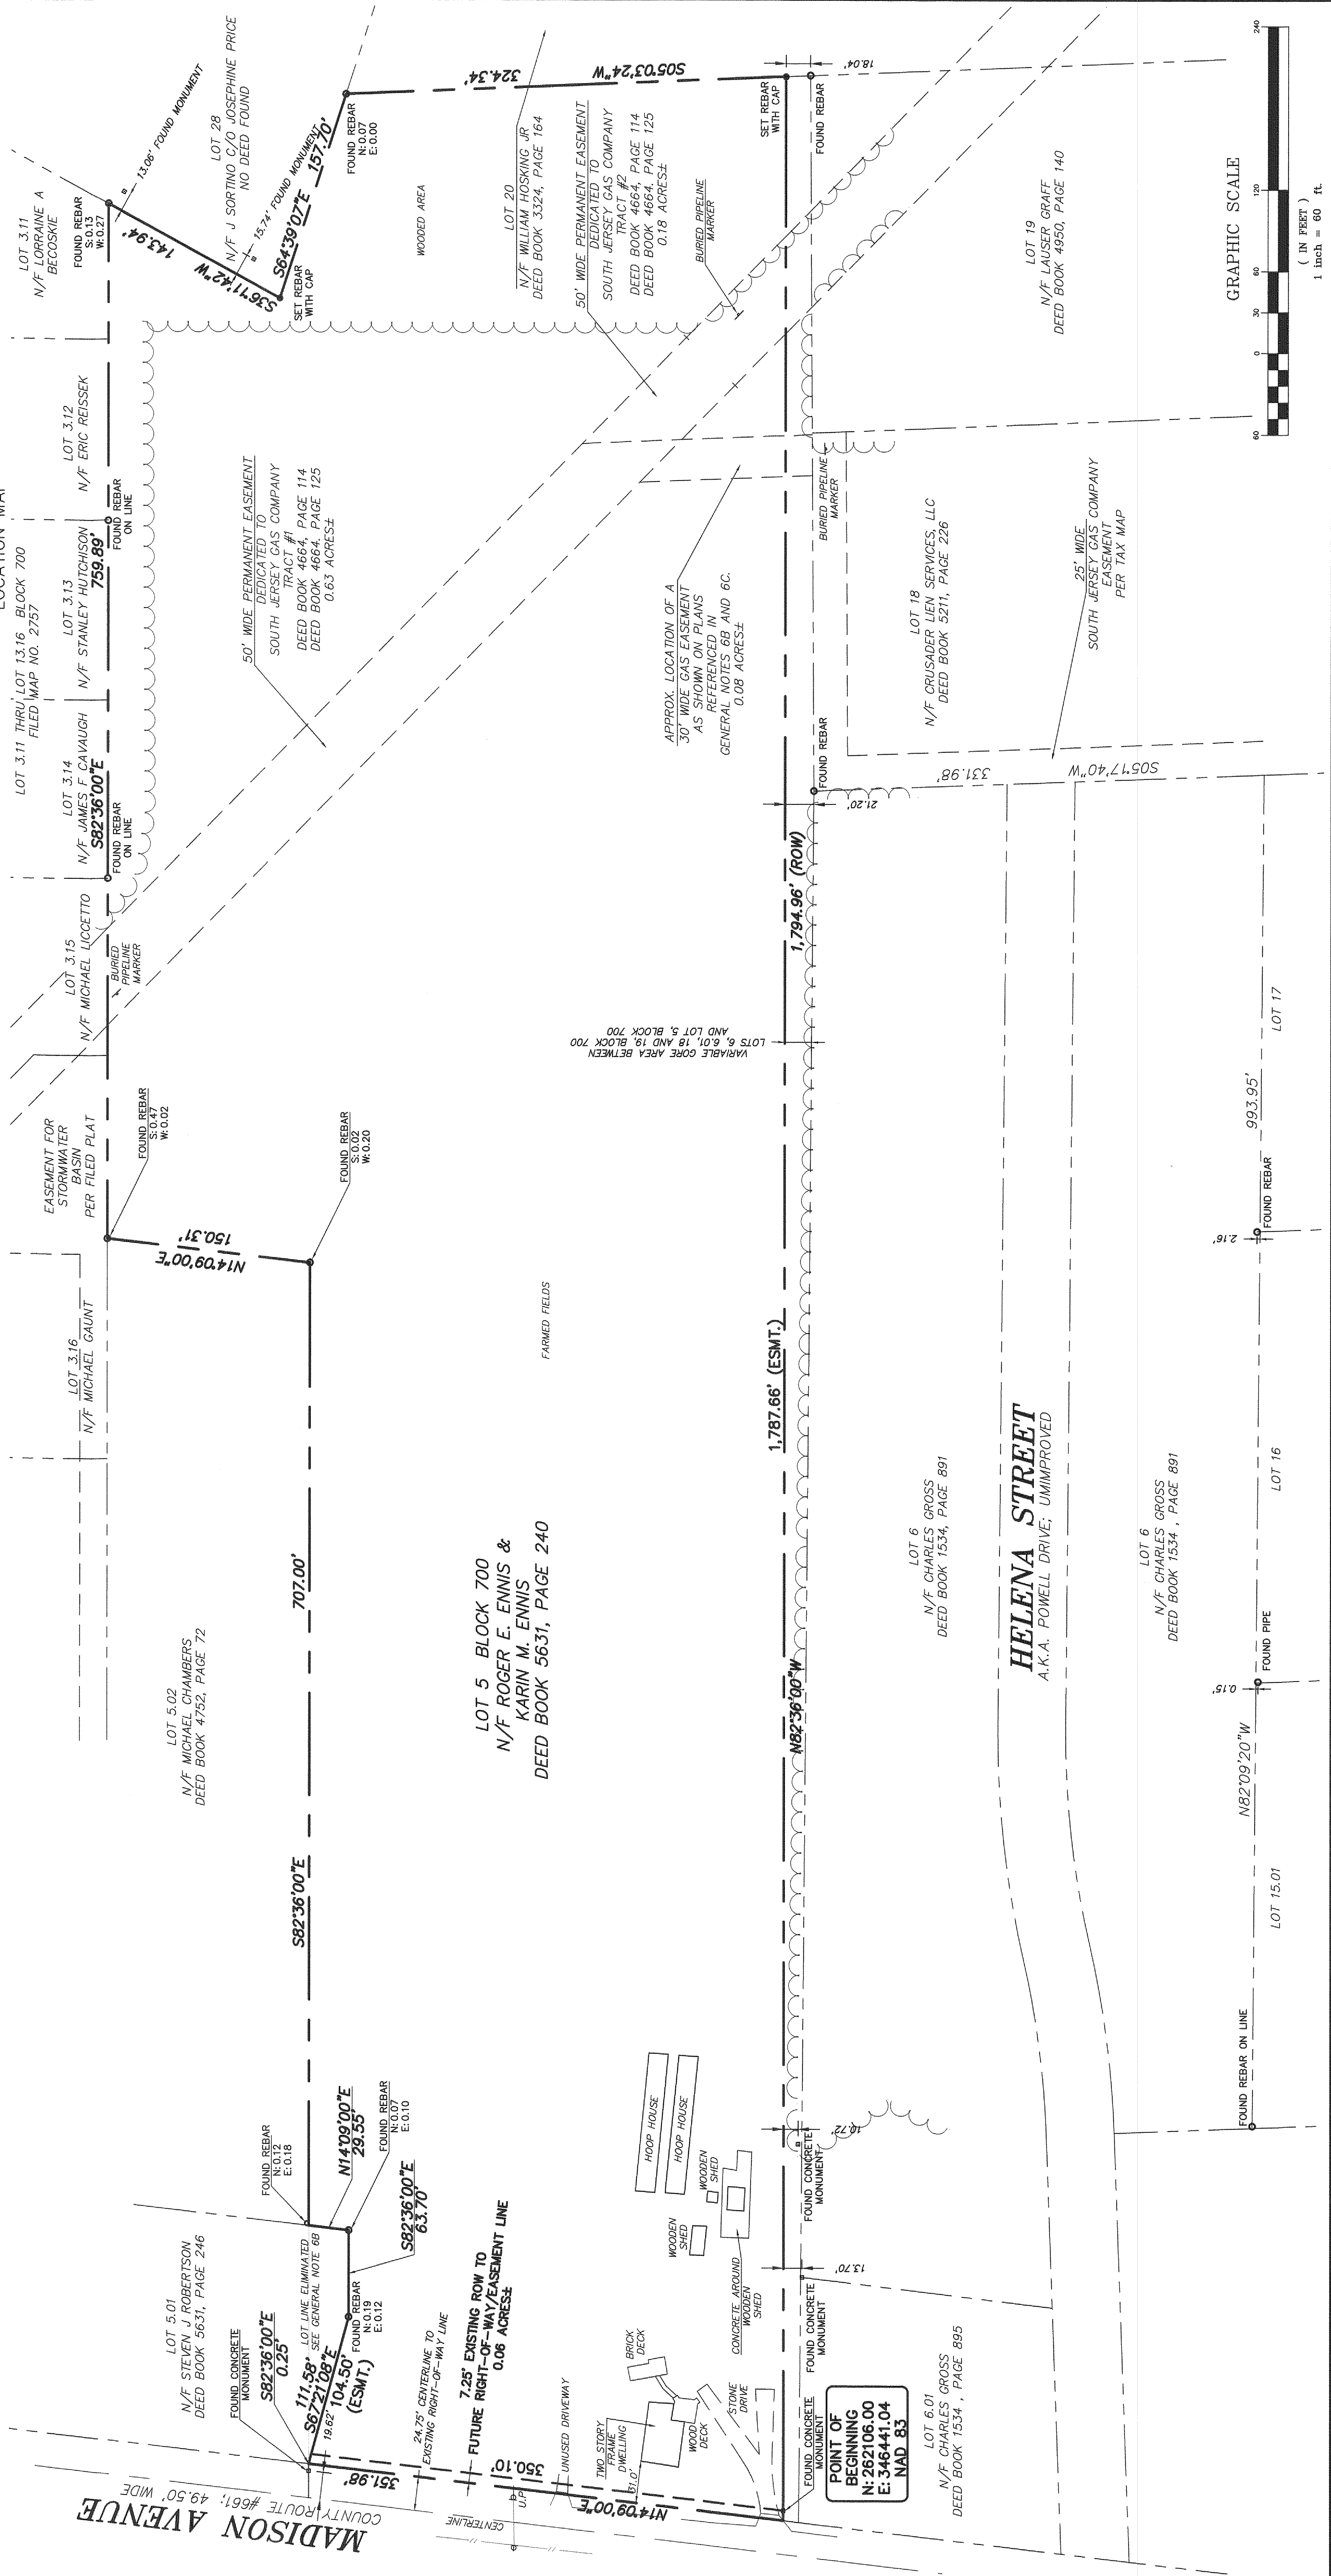 LOCATION MAP
LOT 3.11 THRU LOT 13.16 BLOCK 700
FILED MAP NO. 2757
LOT 3.11
N/F LORRAINE A
BECOSKIE
FOUND REBAR
S: 0.13
W: 0.27
13.06' FOUND MONUMENT
LOT 28
N/F J SORTINO C/O JOSEPHINE PRICE
NO DEED FOUND
143.94'
S36°11'42"W
15.74' FOUND MONUMENT
S64°39'07"E 157.70'
SET REBAR
WITH CAP
FOUND REBAR
N: 0.07
E: 0.00
324.34'
S05°03'24"W
WOODED AREA
LOT 20
N/F WILLIAM HOSKING JR
DEED BOOK 3324, PAGE 164
50' WIDE PERMANENT EASEMENT
DEDICATED TO
SOUTH JERSEY GAS COMPANY
TRACT #2
DEED BOOK 4664, PAGE 114
DEED BOOK 4664, PAGE 125
0.18 ACRES±
BURIED PIPELINE
MARKER
SET REBAR
WITH CAP
FOUND REBAR
18.04'
LOT 19
N/F LAUSER GRAFF
DEED BOOK 4950, PAGE 140
GRAPHIC SCALE
60 0 30 60 120 240
( IN FEET )
1 inch = 60 ft.
LOT 3.12
N/F ERIC REISSEK
FOUND REBAR
ON LINE
759.89'
LOT 3.13
N/F STANLEY HUTCHISON
LOT 3.14
N/F JAMES F CAVAUGH
S82°36'00"E
FOUND REBAR
ON LINE
LOT 3.15
N/F MICHAEL LICCETTO
BURIED
PIPELINE
MARKER
50' WIDE PERMANENT EASEMENT
DEDICATED TO
SOUTH JERSEY GAS COMPANY
TRACT #1
DEED BOOK 4664, PAGE 114
DEED BOOK 4664, PAGE 125
0.63 ACRES±
APPROX. LOCATION OF A
30' WIDE GAS EASEMENT
AS SHOWN ON PLANS
REFERENCED IN
GENERAL NOTES 6B AND 6C.
0.08 ACRES±
BURIED PIPELINE
MARKER
LOT 18
N/F CRUSADER LIEN SERVICES, LLC
DEED BOOK 5211, PAGE 226
25' WIDE
SOUTH JERSEY GAS COMPANY
EASEMENT
PER TAX MAP
FOUND REBAR
21.20'
331.98'
S05°17'40"W
1,794.96' (ROW)
VARIABLE GORE AREA BETWEEN
LOTS 6, 6.01, 18 AND 19, BLOCK 700
AND LOT 5, BLOCK 700
EASEMENT FOR
STORMWATER
BASIN
PER FILED PLAT
FOUND REBAR
S: 0.47
W: 0.02
150.31'
N14°09'00"E
FOUND REBAR
S: 0.02
W: 0.20
LOT 3.16
N/F MICHAEL GAUNT
FARMED FIELDS
1,787.66' (ESMT.)
LOT 17
993.95'
FOUND REBAR
2.16'
LOT 5.02
N/F MICHAEL CHAMBERS
DEED BOOK 4752, PAGE 72
707.00'
S82°36'00"E
LOT 5 BLOCK 700
N/F ROGER E. ENNIS &
KARIN M. ENNIS
DEED BOOK 5631, PAGE 240
N82°36'00"W
LOT 6
N/F CHARLES GROSS
DEED BOOK 1534, PAGE 891
HELENA STREET
A.K.A. POWELL DRIVE; UMIMPROVED
LOT 6
N/F CHARLES GROSS
DEED BOOK 1534 , PAGE 891
LOT 16
FOUND PIPE
0.15'
N82°09'20"W
LOT 15.01
FOUND REBAR ON LINE
LOT 5.01
N/F STEVEN J ROBERTSON
DEED BOOK 5631, PAGE 246
FOUND REBAR
N: 0.12
E: 0.18
N14°09'00"E
29.55'
FOUND REBAR
N: 0.07
E: 0.10
S82°36'00"E
63.70'
LOT LINE ELIMINATED
SEE GENERAL NOTE 6B
FOUND REBAR
N: 0.19
E: 0.12
FOUND CONCRETE
MONUMENT
S82°36'00"E
0.25'
111.58'
S67°21'08"E
104.50'
(ESMT.)
19.62'
24.75' CENTERLINE TO
EXISTING RIGHT-OF-WAY LINE
7.25' EXISTING ROW TO
FUTURE RIGHT-OF-WAY/EASEMENT LINE
0.06 ACRES±
351.98'
350.10'
N14°09'00"E
UNUSED DRIVEWAY
U.P.
CENTERLINE
MADISON AVENUE
COUNTY ROUTE #661; 49.50' WIDE
TWO STORY
FRAME
DWELLING
31.0'
BRICK
DECK
WOOD
DECK
STONE
DRIVE
HOOP HOUSE
HOOP HOUSE
WOODEN
SHED
WOODEN
SHED
CONCRETE AROUND
WOODEN
SHED
10.72'
FOUND CONCRETE
MONUMENT
13.70'
FOUND CONCRETE
MONUMENT
FOUND CONCRETE
MONUMENT
POINT OF
BEGINNING
N: 262106.00
E: 346441.04
NAD 83
LOT 6.01
N/F CHARLES GROSS
DEED BOOK 1534 , PAGE 895